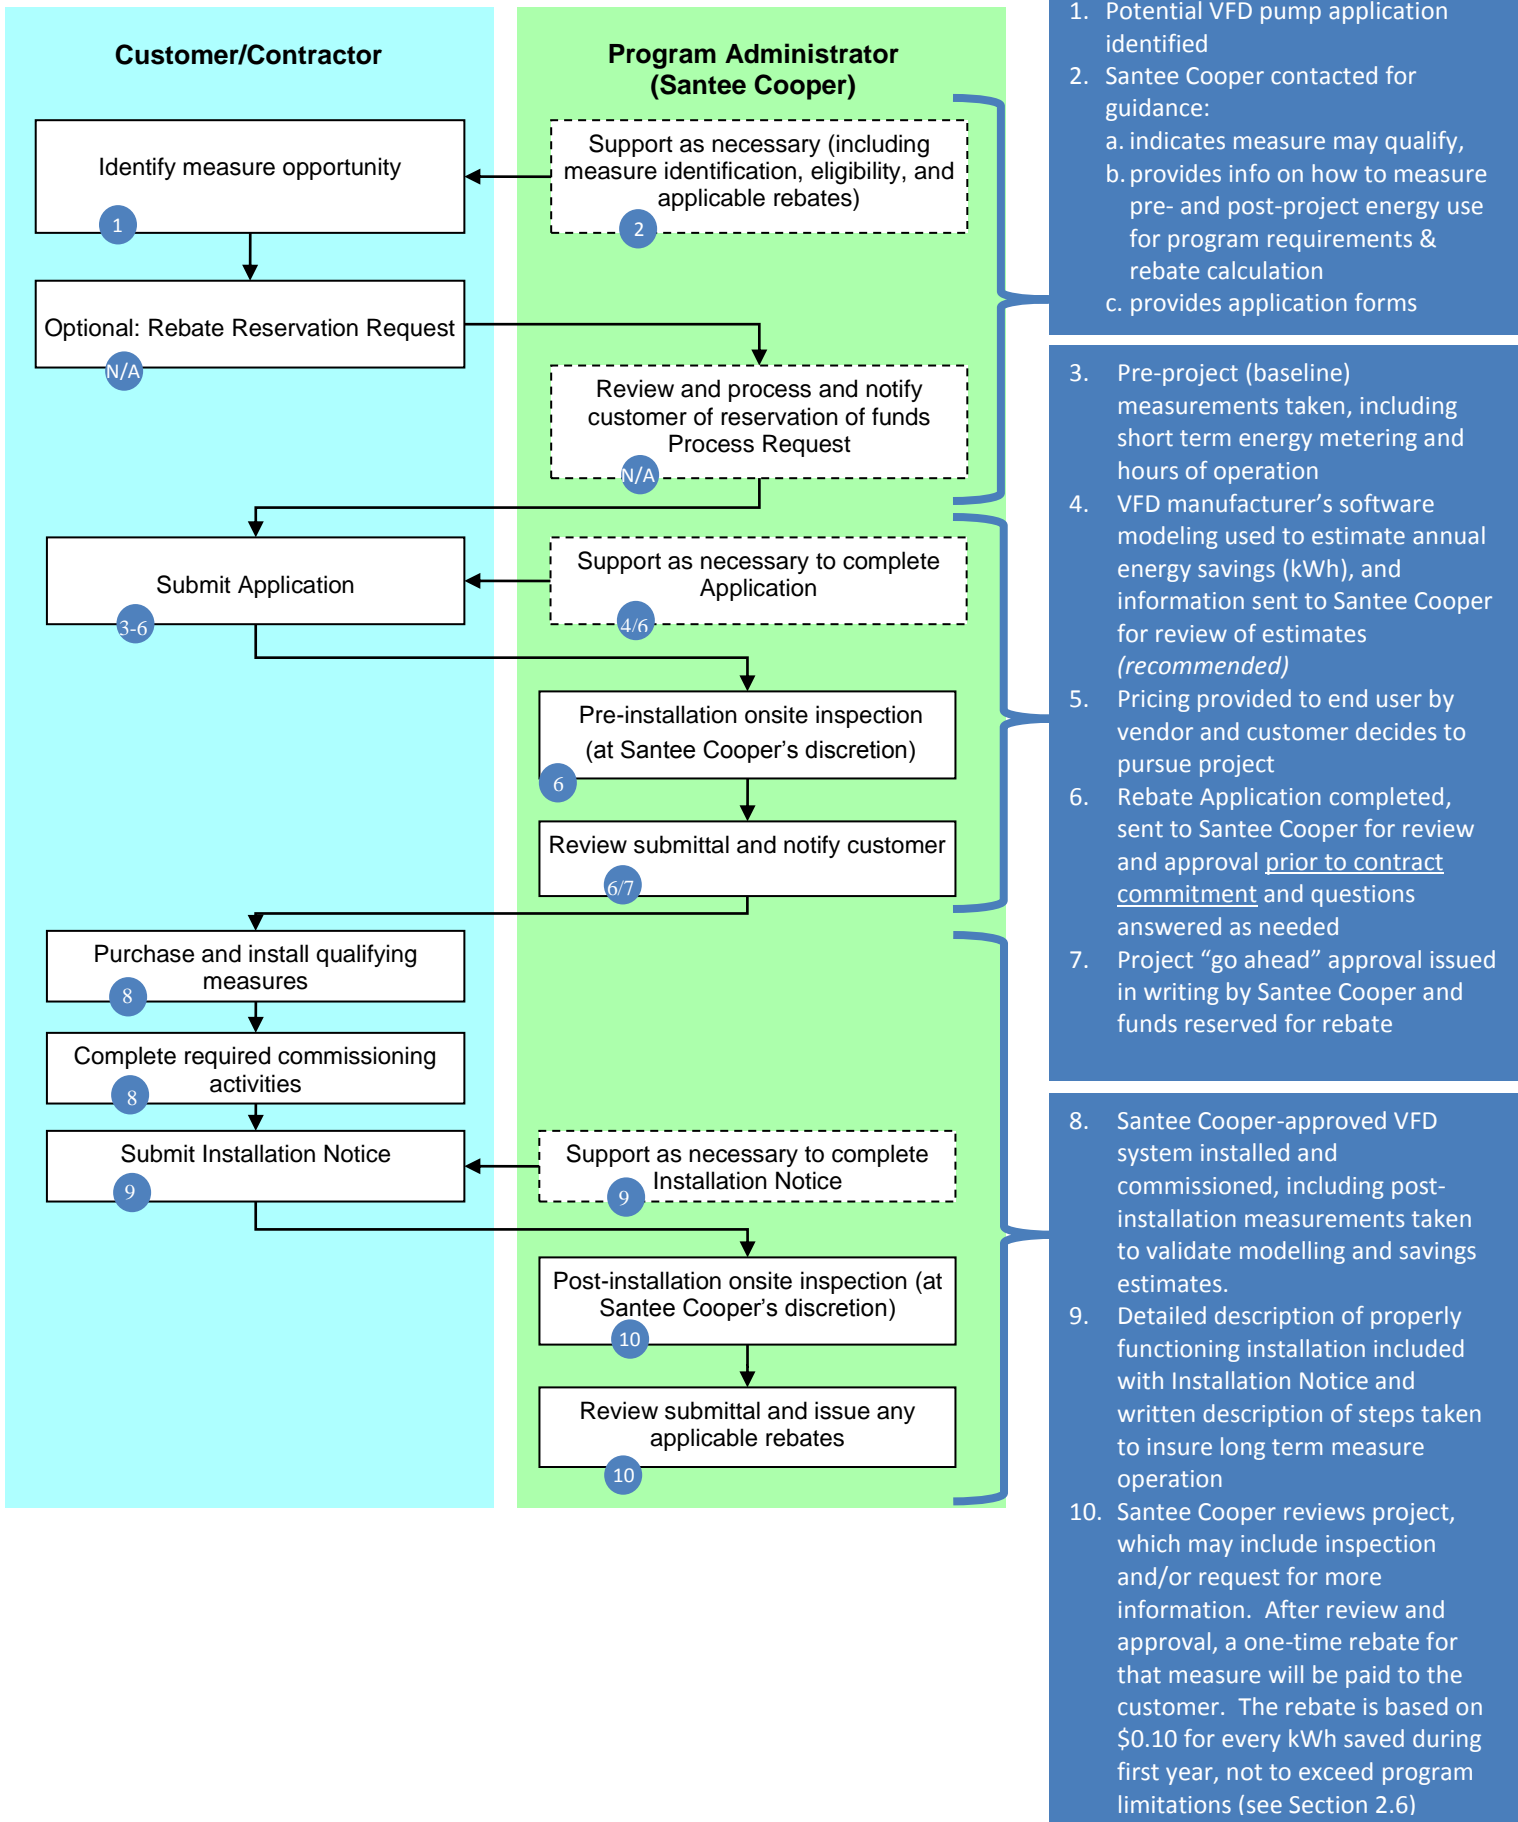 Customer/Contractor
Program Administrator
(Santee Cooper)
Identify measure opportunity
1
Support as necessary (including
measure identification, eligibility, and
applicable rebates)
2
Optional: Rebate Reservation Request
N/A
Review and process and notify
customer of reservation of funds
Process Request
N/A
Submit Application
3-6
Support as necessary to complete
Application
4/6
Pre-installation onsite inspection
(at Santee Cooper's discretion)
6
Review submittal and notify customer
6/7
Purchase and install qualifying
measures
8
Complete required commissioning
activities
8
Submit Installation Notice
9
Support as necessary to complete
Installation Notice
9
Post-installation onsite inspection (at
Santee Cooper's discretion)
10
Review submittal and issue any
applicable rebates
10
1. Potential VFD pump application
identified
2. Santee Cooper contacted for
guidance:
a. indicates measure may qualify,
b. provides info on how to measure
pre- and post-project energy use
for program requirements &
rebate calculation
c. provides application forms
3. Pre-project (baseline)
measurements taken, including
short term energy metering and
hours of operation
4. VFD manufacturer's software
modeling used to estimate annual
energy savings (kWh), and
information sent to Santee Cooper
for review of estimates
(recommended)
5. Pricing provided to end user by
vendor and customer decides to
pursue project
6. Rebate Application completed,
sent to Santee Cooper for review
and approval prior to contract
commitment and questions
answered as needed
7. Project “go ahead” approval issued
in writing by Santee Cooper and
funds reserved for rebate
8. Santee Cooper-approved VFD
system installed and
commissioned, including post-
installation measurements taken
to validate modelling and savings
estimates.
9. Detailed description of properly
functioning installation included
with Installation Notice and
written description of steps taken
to insure long term measure
operation
10. Santee Cooper reviews project,
which may include inspection
and/or request for more
information. After review and
approval, a one-time rebate for
that measure will be paid to the
customer. The rebate is based on
$0.10 for every kWh saved during
first year, not to exceed program
limitations (see Section 2.6)